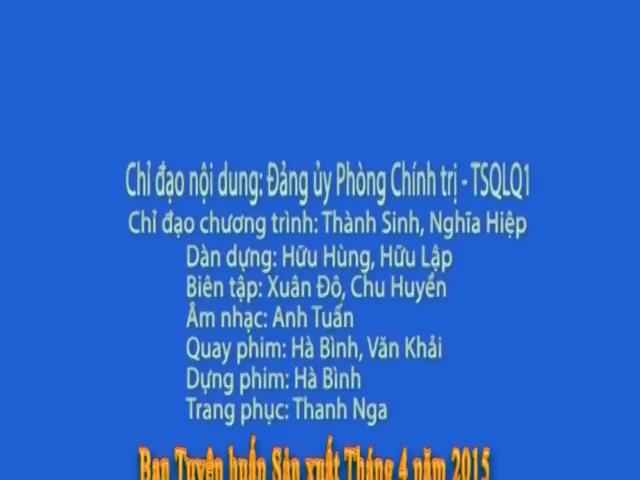 Chỉ đạo nội dung: Đảng ủy Phòng Chính trị - TSQLQ1
Chỉ đạo chương trình: Thành Sinh, Nghĩa Hiệp
Dàn dựng: Hữu Hùng, Hữu Lập
Biên tập: Xuân Độ, Chu Huyền
Âm nhạc: Anh Tuấn
Quay phim: Hà Bình, Văn Khải
Dựng phim: Hà Bình
Trang phục: Thanh Nga
Ban Tuyên huấn Sản xuất Tháng 4 năm 2015